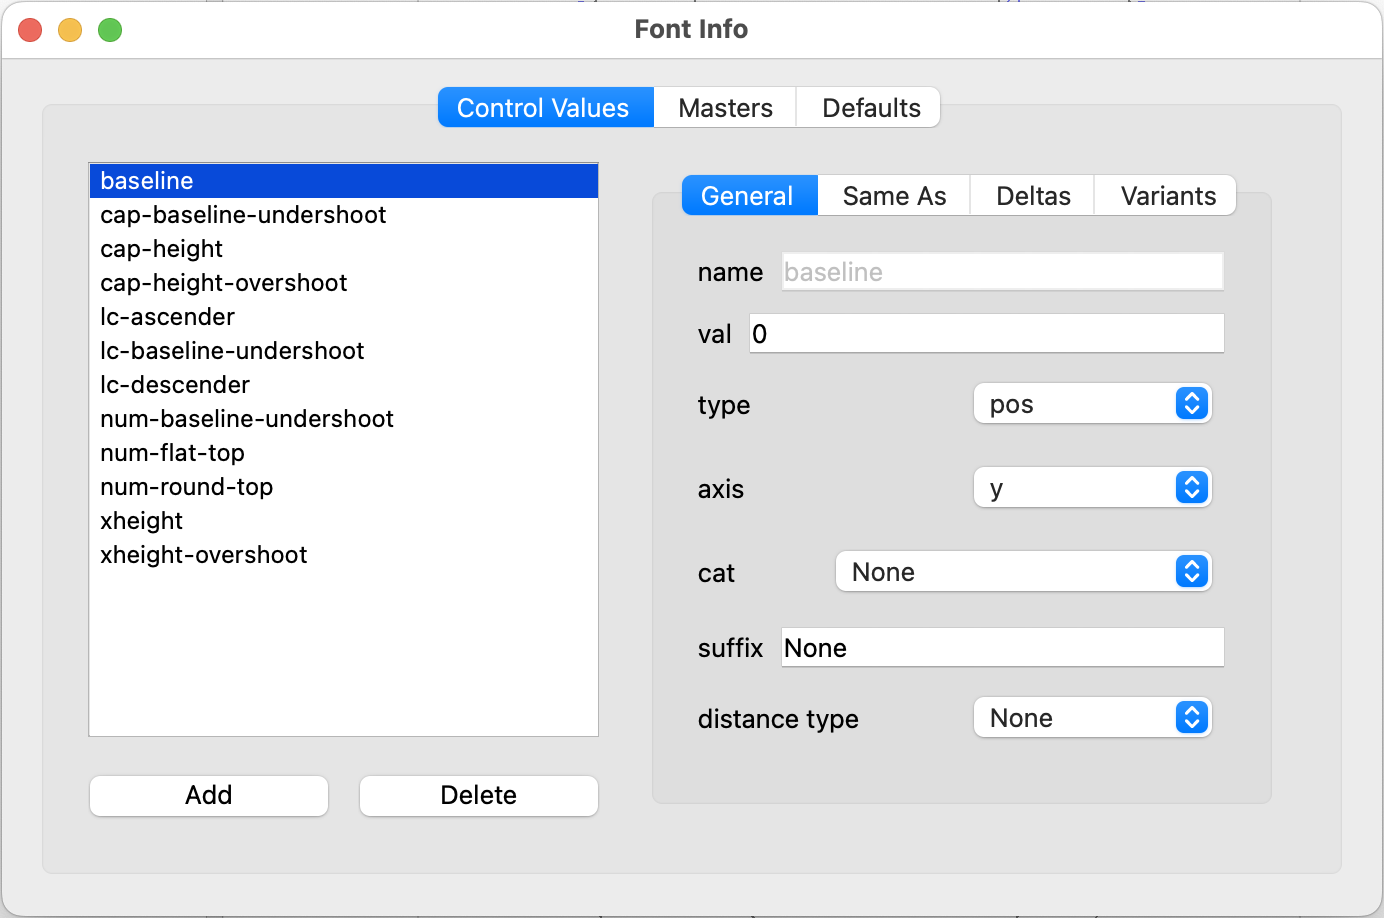 Font Info
Control Values Masters Defaults
baseline
cap-baseline-undershoot
cap-height
cap-height-overshoot
lc-ascender
lc-baseline-undershoot
lc-descender
num-baseline-undershoot
num-flat-top
num-round-top
xheight
xheight-overshoot
Add Delete
General Same As Deltas Variants
name baseline
val 0
type pos
axis y
cat None
suffix None
distance type None